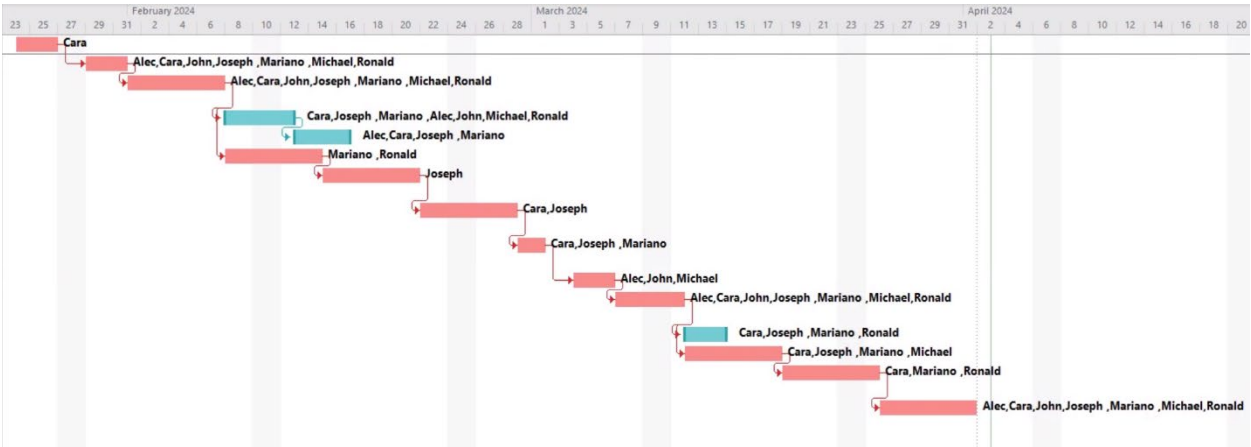 February 2024 March 2024 April 2024
23 25 27 29 31 2 4 6 8 10 12 14 16 18 20 22 24 26 28 1 3 5 7 9 11 13 15 17 19 21 23 25 27 29 31 2 4 6 8 10 12 14 16 18 20
Cara
Alec,Cara,John,Joseph ,Mariano ,Michael,Ronald
Alec,Cara,John,Joseph ,Mariano ,Michael,Ronald
Cara,Joseph ,Mariano ,Alec,John,Michael,Ronald
Alec,Cara,Joseph ,Mariano
Mariano ,Ronald
Joseph
Cara,Joseph
Cara,Joseph ,Mariano
Alec,John,Michael
Alec,Cara,John,Joseph ,Mariano ,Michael,Ronald
Cara,Joseph ,Mariano ,Ronald
Cara,Joseph ,Mariano ,Michael
Cara,Mariano ,Ronald
Alec,Cara,John,Joseph ,Mariano ,Michael,Ronald